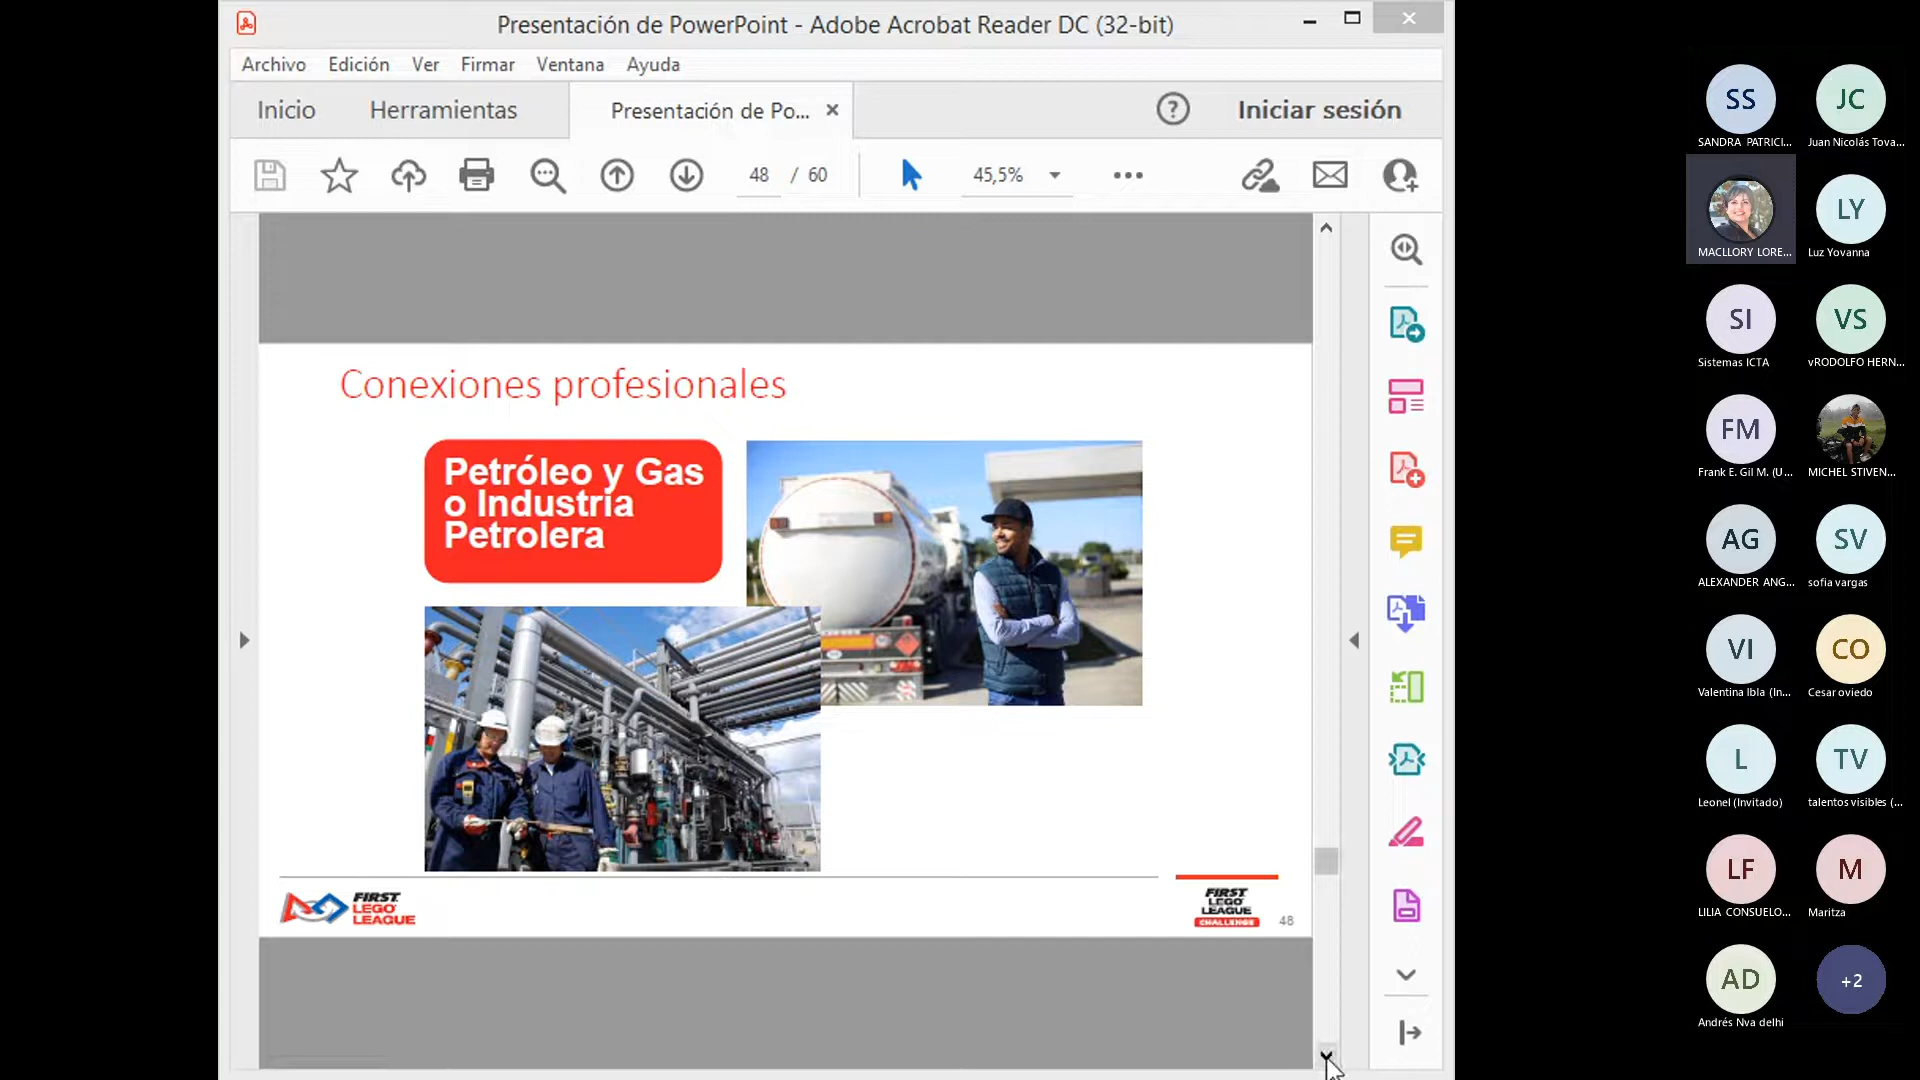 Presentación de PowerPoint - Adobe Acrobat Reader DC (32-bit)
Archivo Edición Ver Firmar Ventana Ayuda
Inicio Herramientas Presentación de Po... Iniciar sesión
48 / 60 45,5%
Conexiones profesionales
Petróleo y Gas
o Industria
Petrolera
FIRST
LEGO
LEAGUE
FIRST
LEGO
LEAGUE
CHALLENGE
48
SS JC
SANDRA PATRICI... Juan Nicolás Tova...
LY
MACLLORY LORE... Luz Yovanna
SI VS
Sistemas ICTA vRODOLFO HERN...
FM
Frank E. Gil M. (U... MICHEL STIVEN...
AG SV
ALEXANDER ANG... sofia vargas
VI CO
Valentina Ibla (In... Cesar oviedo
L TV
Leonel (Invitado) talentos visibles (...
LF M
LILIA CONSUELO... Maritza
AD +2
Andrés Nva delhi